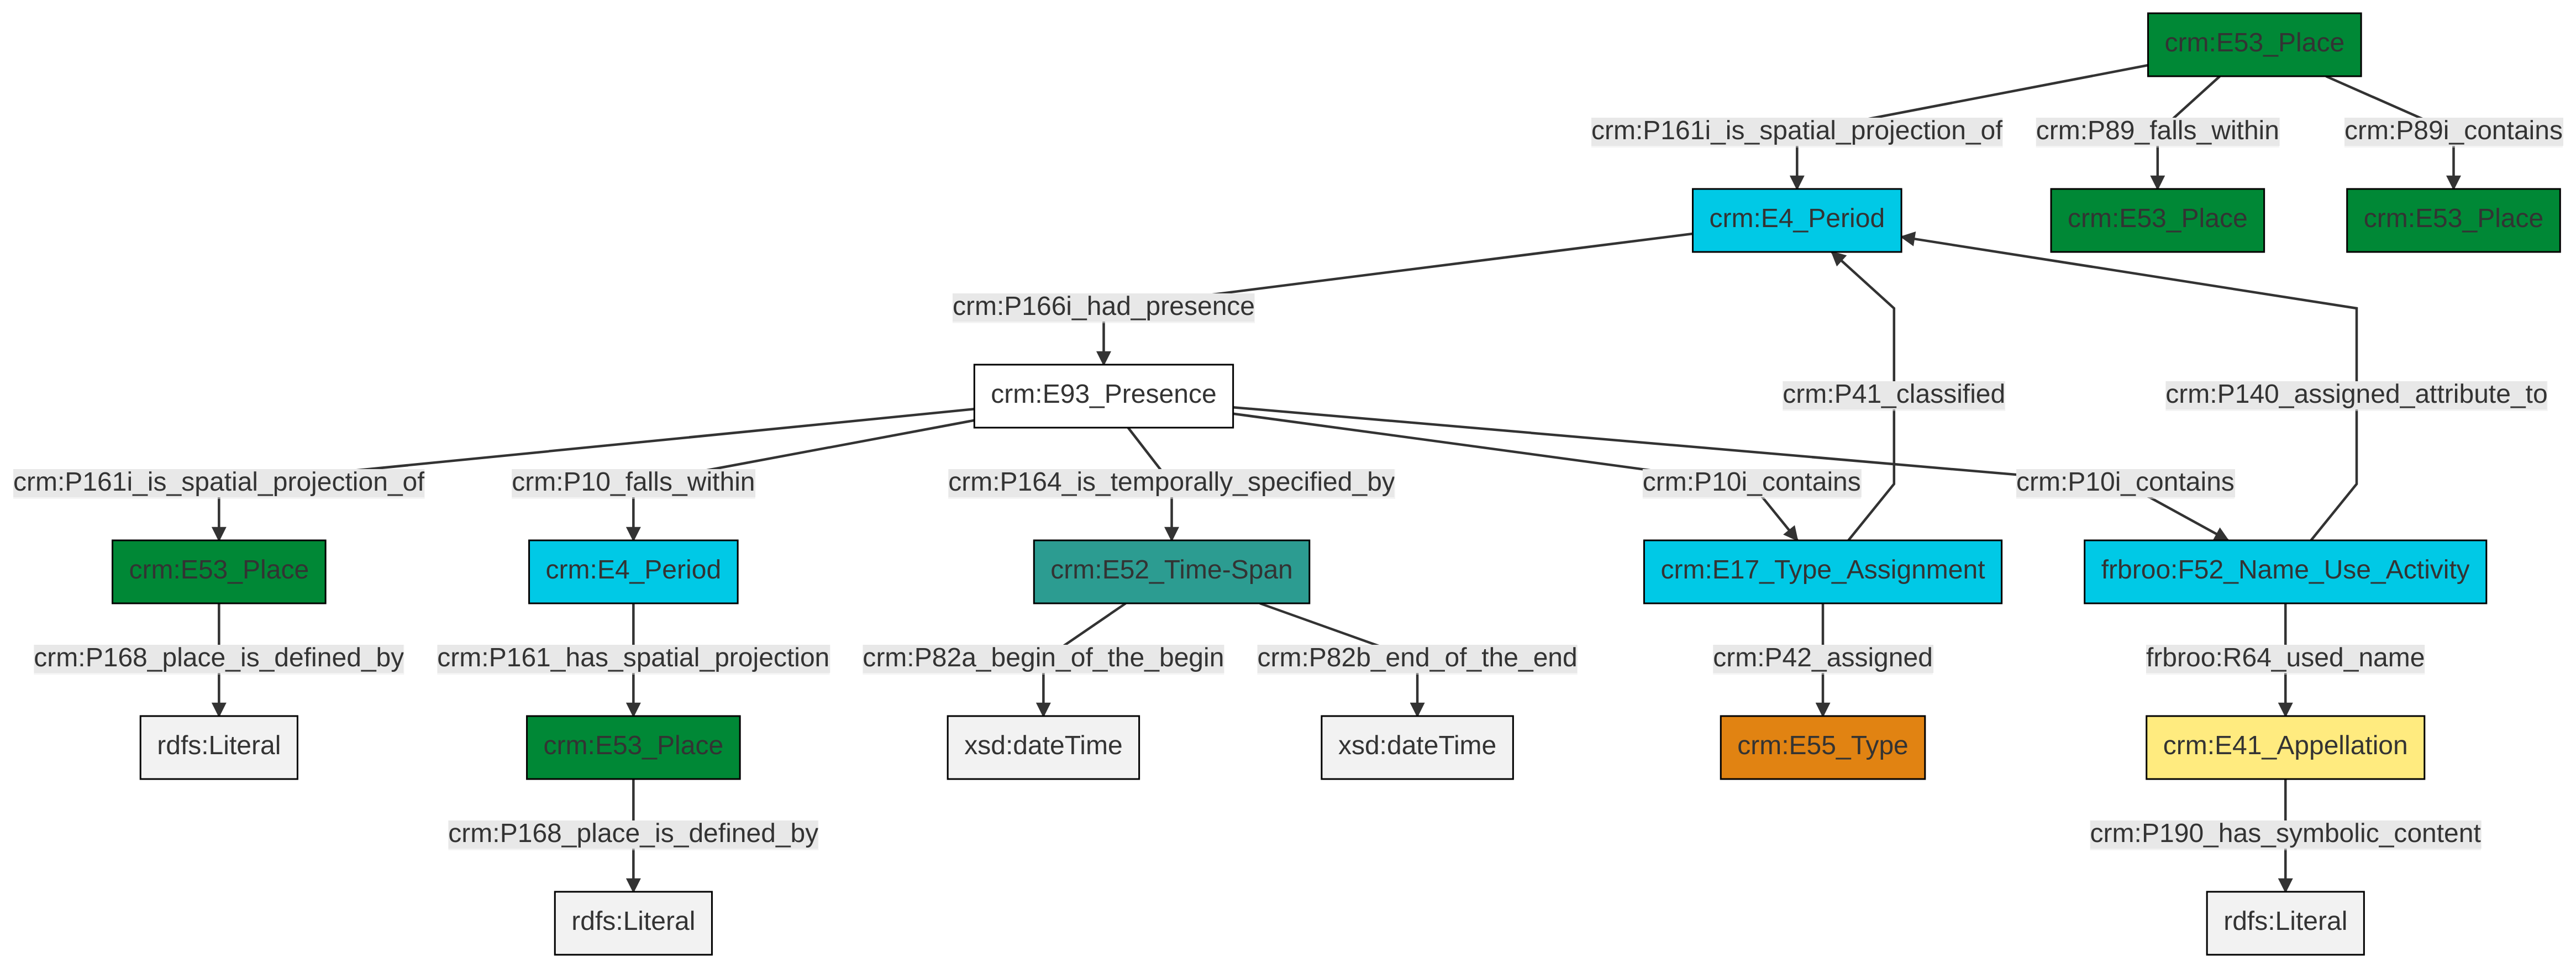 crm:E53_Place
crm:P161i_is_spatial_projection_of
crm:P89_falls_within
crm:P89i_contains
crm:E4_Period
crm:E53_Place
crm:E53_Place
crm:P166i_had_presence
crm:E93_Presence
crm:P41_classified
crm:P140_assigned_attribute_to
crm:P161i_is_spatial_projection_of
crm:P10_falls_within
crm:P164_is_temporally_specified_by
crm:P10i_contains
crm:P10i_contains
crm:E53_Place
crm:E4_Period
crm:E52_Time-Span
crm:E17_Type_Assignment
frbroo:F52_Name_Use_Activity
crm:P168_place_is_defined_by
crm:P161_has_spatial_projection
crm:P82a_begin_of_the_begin
crm:P82b_end_of_the_end
crm:P42_assigned
frbroo:R64_used_name
rdfs:Literal
crm:E53_Place
xsd:dateTime
xsd:dateTime
crm:E55_Type
crm:E41_Appellation
crm:P168_place_is_defined_by
crm:P190_has_symbolic_content
rdfs:Literal
rdfs:Literal